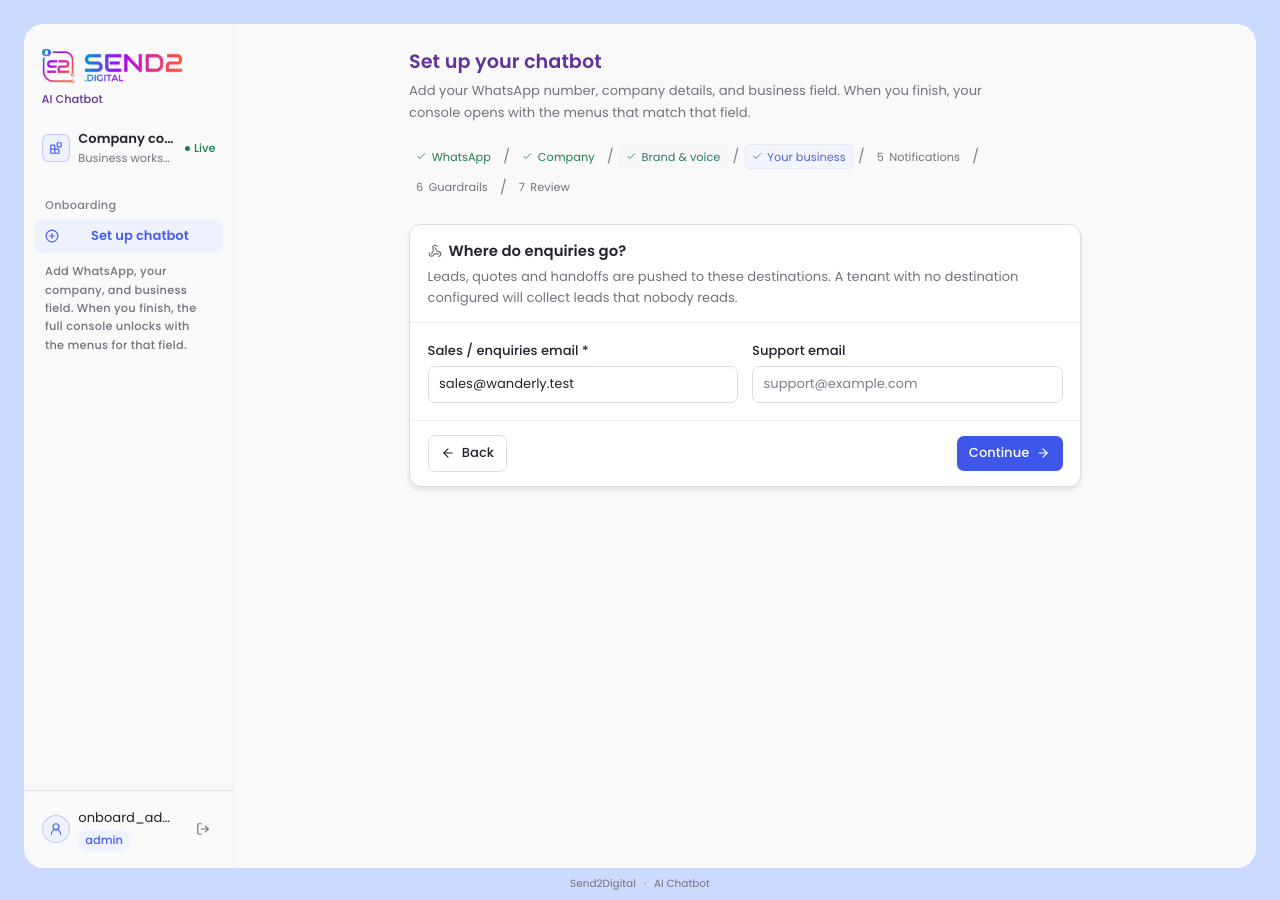 SEND2
.DIGITAL
AI Chatbot
Company co...
Business works...
Live
Onboarding
Set up chatbot
Add WhatsApp, your
company, and business
field. When you finish, the
full console unlocks with
the menus for that field.
onboard_ad...
admin
Set up your chatbot
Add your WhatsApp number, company details, and business field. When you finish, your
console opens with the menus that match that field.
WhatsApp / Company / Brand & voice / Your business / 5 Notifications /
6 Guardrails / 7 Review
Where do enquiries go?
Leads, quotes and handoffs are pushed to these destinations. A tenant with no destination
configured will collect leads that nobody reads.
Sales / enquiries email * Support email
sales@wanderly.test support@example.com
Back Continue
Send2Digital · AI Chatbot